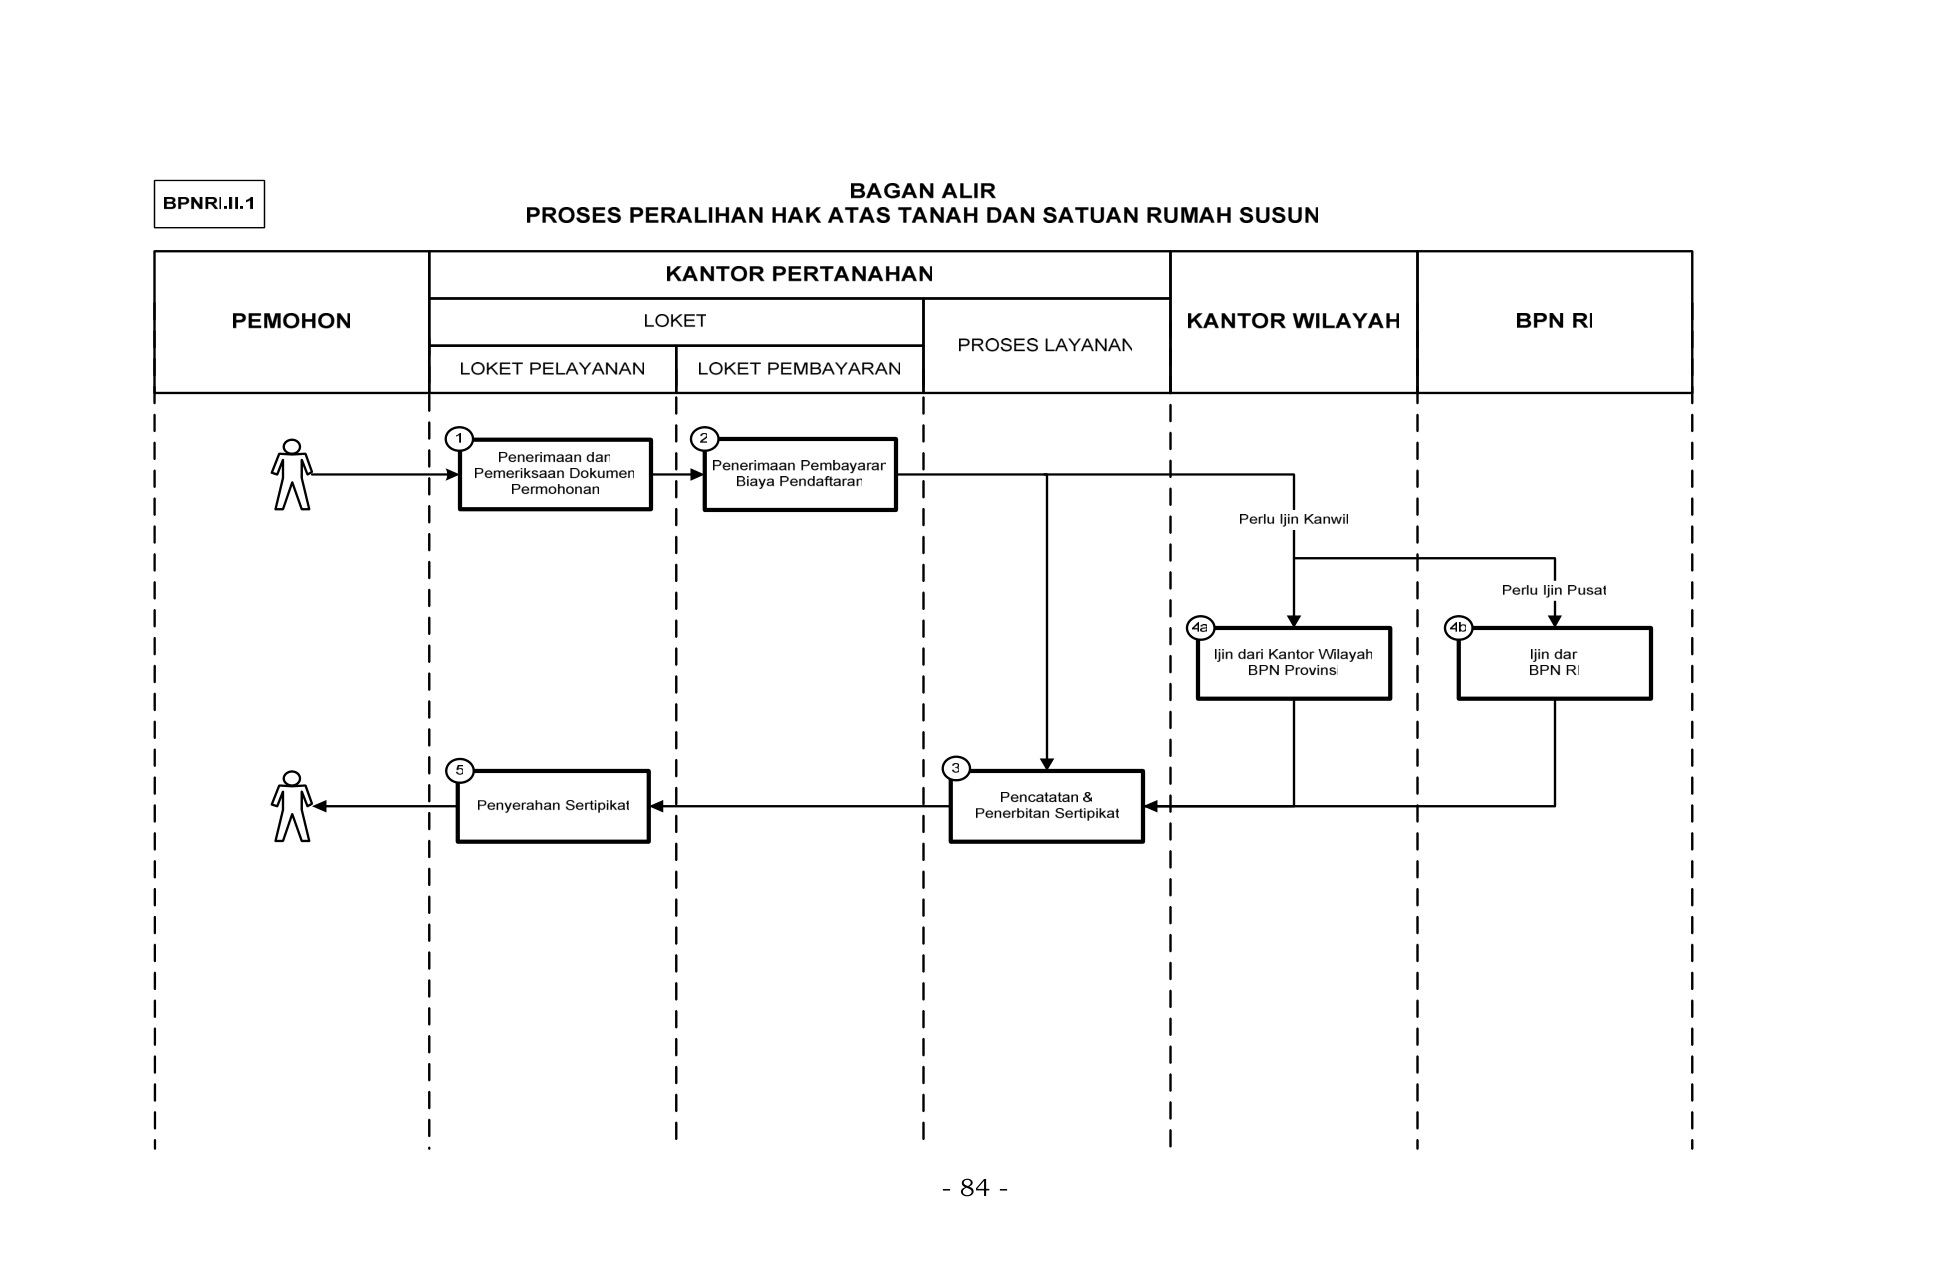 BPNRI.II.1
BAGAN ALIR
PROSES PERALIHAN HAK ATAS TANAH DAN SATUAN RUMAH SUSUN
PEMOHON
KANTOR PERTANAHAN
LOKET
LOKET PELAYANAN
LOKET PEMBAYARAN
PROSES LAYANAN
KANTOR WILAYAH
BPN RI
1
Penerimaan dan
Pemeriksaan Dokumen
Permohonan
2
Penerimaan Pembayaran
Biaya Pendaftaran
Perlu Ijin Kanwil
Perlu Ijin Pusat
4a
Ijin dari Kantor Wilayah
BPN Provinsi
4b
Ijin dar
BPN RI
5
Penyerahan Sertipikat
3
Pencatatan &
Penerbitan Sertipikat
- 84 -